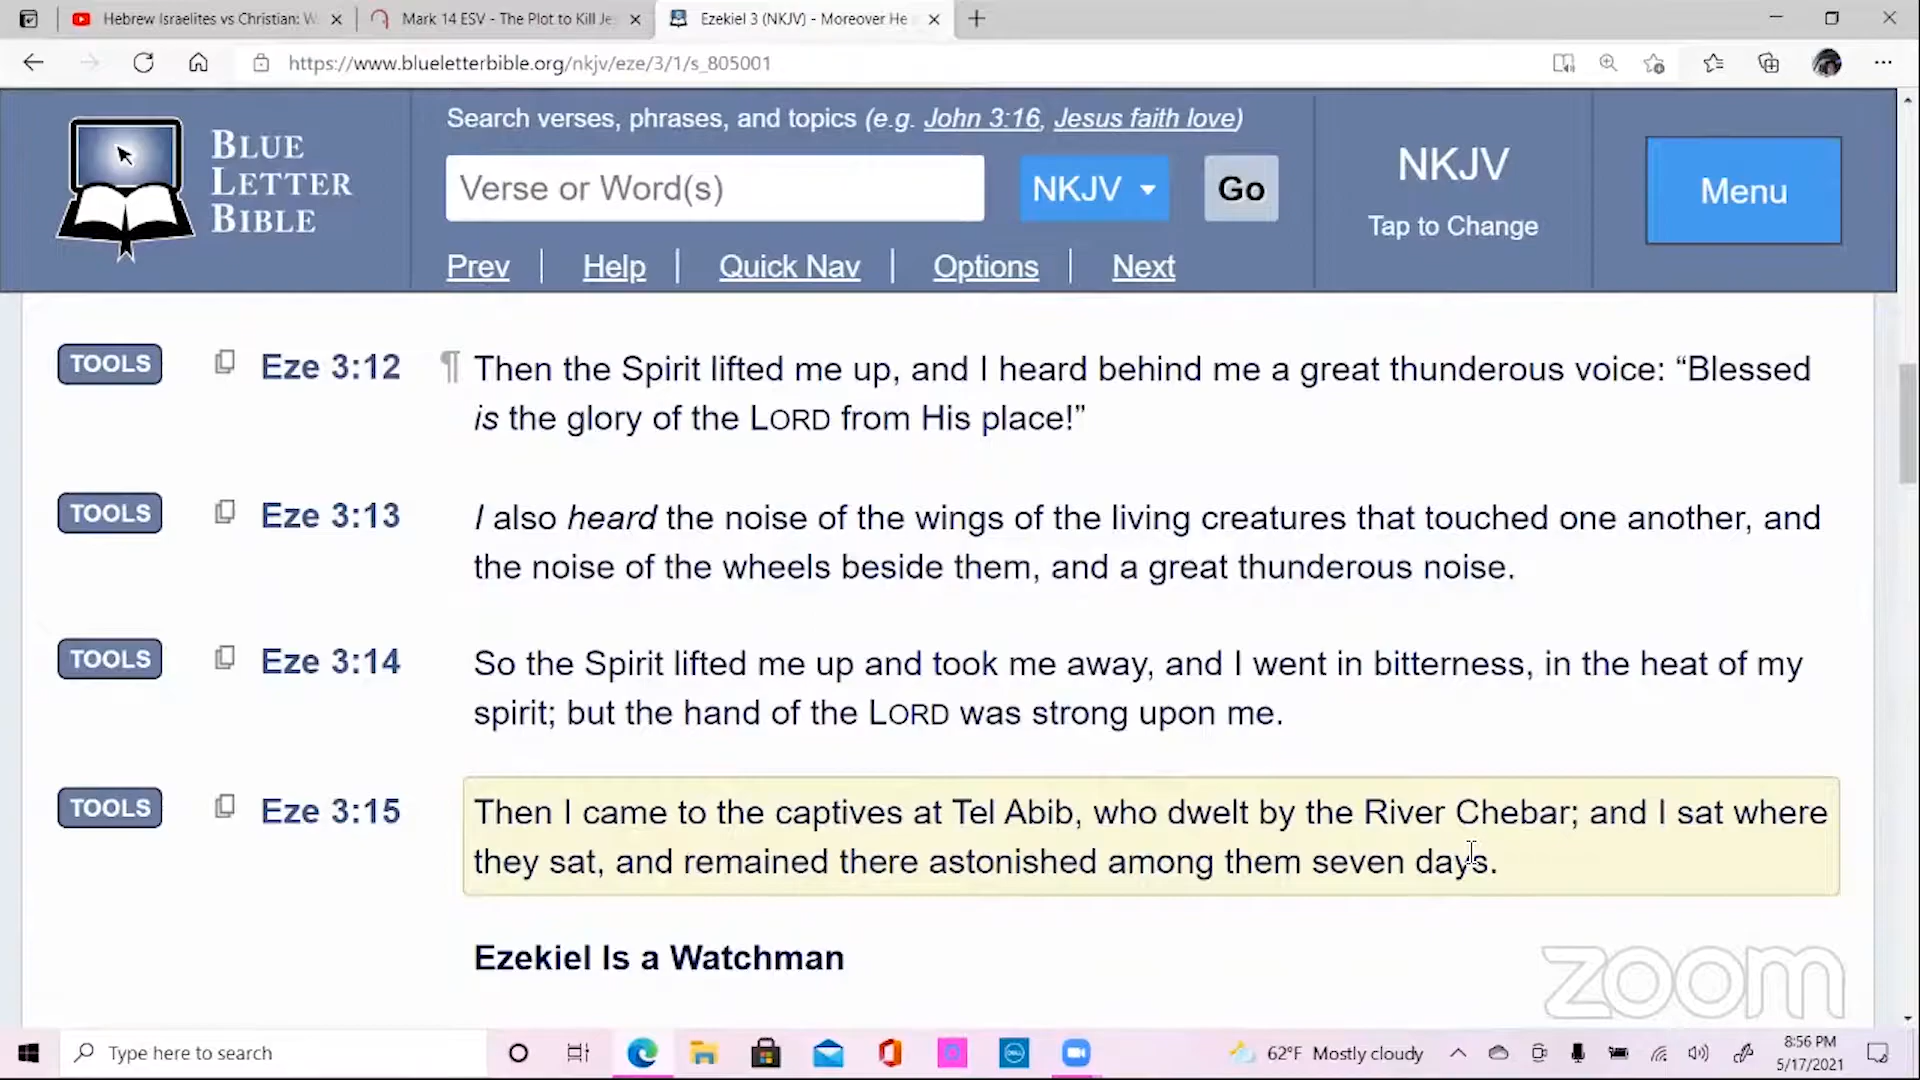 Hebrew Israelites vs Christian: W
Mark 14 ESV - The Plot to Kill Je
Ezekiel 3 (NKJV) - Moreover He
https://www.blueletterbible.org/nkjv/eze/3/1/s_805001
BLUE
LETTER
BIBLE
Search verses, phrases, and topics (e.g. John 3:16, Jesus faith love)
Verse or Word(s)
NKJV
Go
Prev
Help
Quick Nav
Options
Next
NKJV
Tap to Change
Menu
TOOLS
Eze 3:12
¶ Then the Spirit lifted me up, and I heard behind me a great thunderous voice: “Blessed
is the glory of the LORD from His place!”
TOOLS
Eze 3:13
I also heard the noise of the wings of the living creatures that touched one another, and
the noise of the wheels beside them, and a great thunderous noise.
TOOLS
Eze 3:14
So the Spirit lifted me up and took me away, and I went in bitterness, in the heat of my
spirit; but the hand of the LORD was strong upon me.
TOOLS
Eze 3:15
Then I came to the captives at Tel Abib, who dwelt by the River Chebar; and I sat where
they sat, and remained there astonished among them seven days.
Ezekiel Is a Watchman
zoom
Type here to search
DELL
62°F Mostly cloudy
8:56 PM
5/17/2021